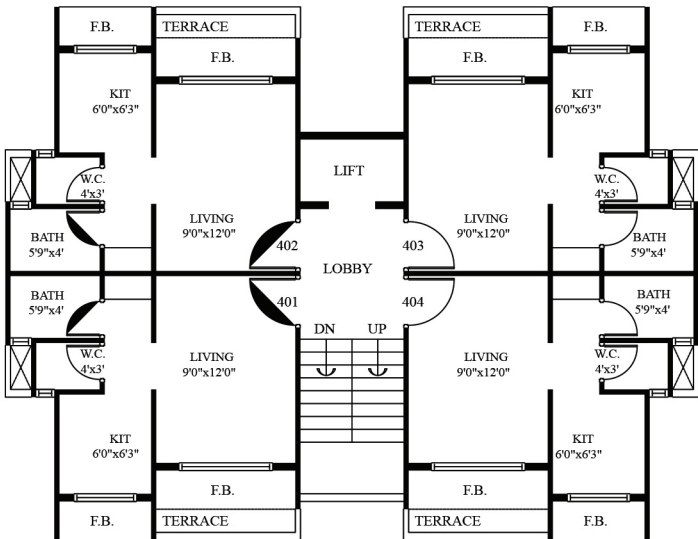 F.B.
TERRACE
TERRACE
F.B.
F.B.
F.B.
KIT
6'0"x6'3"
KIT
6'0"x6'3"
LIFT
W.C.
4'x3'
W.C.
4'x3'
LIVING
9'0"x12'0"
LIVING
9'0"x12'0"
BATH
5'9"x4'
402
403
BATH
5'9"x4'
LOBBY
BATH
5'9"x4'
401
404
BATH
5'9"x4'
DN
UP
W.C.
4'x3'
LIVING
9'0"x12'0"
LIVING
9'0"x12'0"
W.C.
4'x3'
KIT
6'0"x6'3"
KIT
6'0"x6'3"
F.B.
F.B.
F.B.
TERRACE
TERRACE
F.B.